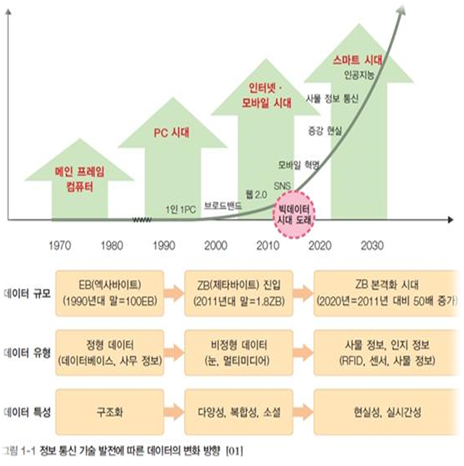 스마트 시대
인공지능
인터넷·
모바일 시대
사물 정보 통신
PC 시대
증강 현실
메인 프레임
컴퓨터
모바일 혁명
SNS
웹 2.0
1인 1PC
브로드밴드
빅데이터
시대 도래
1970 1980 1990 2000 2010 2020 2030
데이터 규모
EB(엑사바이트)
(1990년대 말=100EB)
ZB(제타바이트) 진입
(2011년대 말=1.8ZB)
ZB 본격화 시대
(2020년=2011년 대비 50배 증가)
데이터 유형
정형 데이터
(데이터베이스, 사무 정보)
비정형 데이터
(눈, 멀티미디어)
사물 정보, 인지 정보
(RFID, 센서, 사물 정보)
데이터 특성
구조화
다양성, 복합성, 소셜
현실성, 실시간성
그림 1-1 정보 통신 기술 발전에 따른 데이터의 변화 방향 [01]